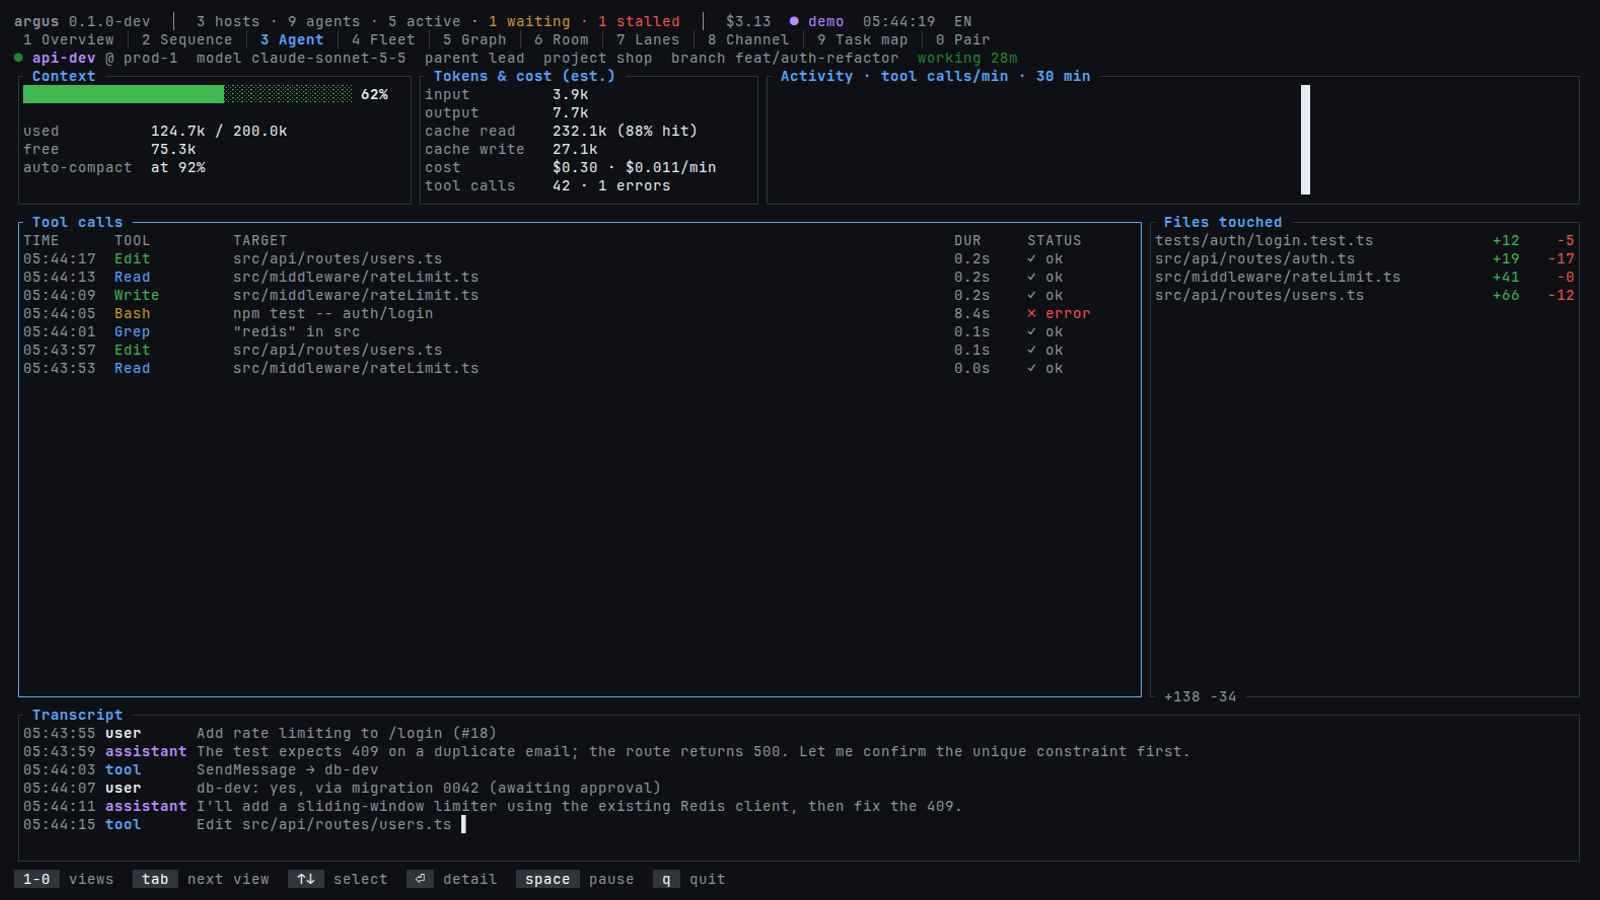 argus 0.1.0-dev │ 3 hosts · 9 agents · 5 active · 1 waiting · 1 stalled │ $3.13 ● demo 05:44:19 EN
1 Overview │ 2 Sequence │ 3 Agent │ 4 Fleet │ 5 Graph │ 6 Room │ 7 Lanes │ 8 Channel │ 9 Task map │ 0 Pair
● api-dev @ prod-1 model claude-sonnet-5-5 parent lead project shop branch feat/auth-refactor working 28m
Context
62%
used 124.7k / 200.0k
free 75.3k
auto-compact at 92%
Tokens & cost (est.)
input 3.9k
output 7.7k
cache read 232.1k (88% hit)
cache write 27.1k
cost $0.30 · $0.011/min
tool calls 42 · 1 errors
Activity · tool calls/min · 30 min
Tool calls
TIME TOOL TARGET DUR STATUS
05:44:17 Edit src/api/routes/users.ts 0.2s ✓ ok
05:44:13 Read src/middleware/rateLimit.ts 0.2s ✓ ok
05:44:09 Write src/middleware/rateLimit.ts 0.2s ✓ ok
05:44:05 Bash npm test -- auth/login 8.4s ✕ error
05:44:01 Grep "redis" in src 0.1s ✓ ok
05:43:57 Edit src/api/routes/users.ts 0.1s ✓ ok
05:43:53 Read src/middleware/rateLimit.ts 0.0s ✓ ok
Files touched
tests/auth/login.test.ts +12 -5
src/api/routes/auth.ts +19 -17
src/middleware/rateLimit.ts +41 -0
src/api/routes/users.ts +66 -12
+138 -34
Transcript
05:43:55 user Add rate limiting to /login (#18)
05:43:59 assistant The test expects 409 on a duplicate email; the route returns 500. Let me confirm the unique constraint first.
05:44:03 tool SendMessage → db-dev
05:44:07 user db-dev: yes, via migration 0042 (awaiting approval)
05:44:11 assistant I'll add a sliding-window limiter using the existing Redis client, then fix the 409.
05:44:15 tool Edit src/api/routes/users.ts
1-0 views tab next view ↑↓ select ⏎ detail space pause q quit